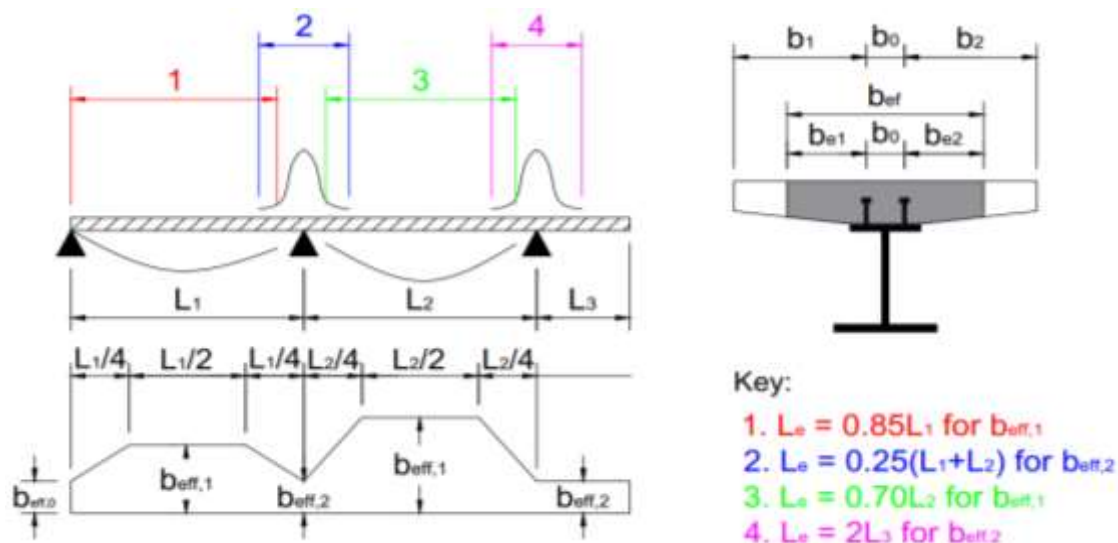 2 4
1 3
L₁ L₂ L₃
L₁/4 L₁/2 L₁/4 L₂/4 L₂/2 L₂/4
beff,0 beff,1 beff,2 beff,1 beff,2
b₁ b₀ b₂
bef
be1 b₀ be2
Key:
1. Lₑ = 0.85L₁ for beff,1
2. Lₑ = 0.25(L₁+L₂) for beff,2
3. Lₑ = 0.70L₂ for beff,1
4. Lₑ = 2L₃ for beff,2